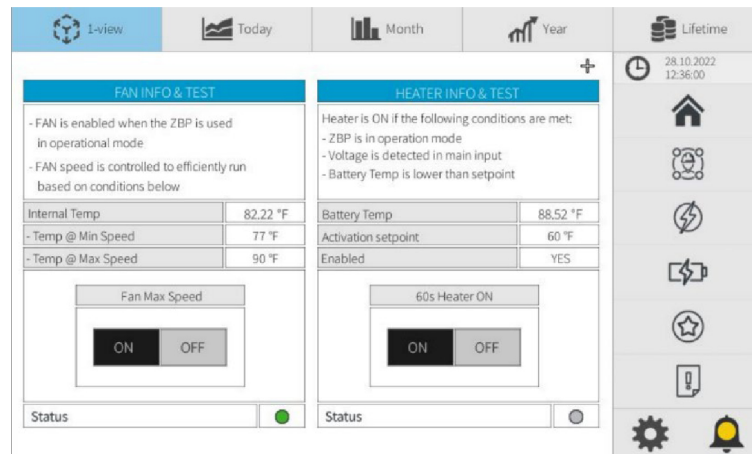 1-view
Today
Month
Year
Lifetime
28.10.2022
12:36:00
FAN INFO & TEST
- FAN is enabled when the ZBP is used
in operational mode
- FAN speed is controlled to efficiently run
based on conditions below
Internal Temp 82.22 °F
- Temp @ Min Speed 77 °F
- Temp @ Max Speed 90 °F
Fan Max Speed
ON OFF
Status
HEATER INFO & TEST
Heater is ON if the following conditions are met:
- ZBP is in operation mode
- Voltage is detected in main input
- Battery Temp is lower than setpoint
Battery Temp 88.52 °F
Activation setpoint 60 °F
Enabled YES
60s Heater ON
ON OFF
Status